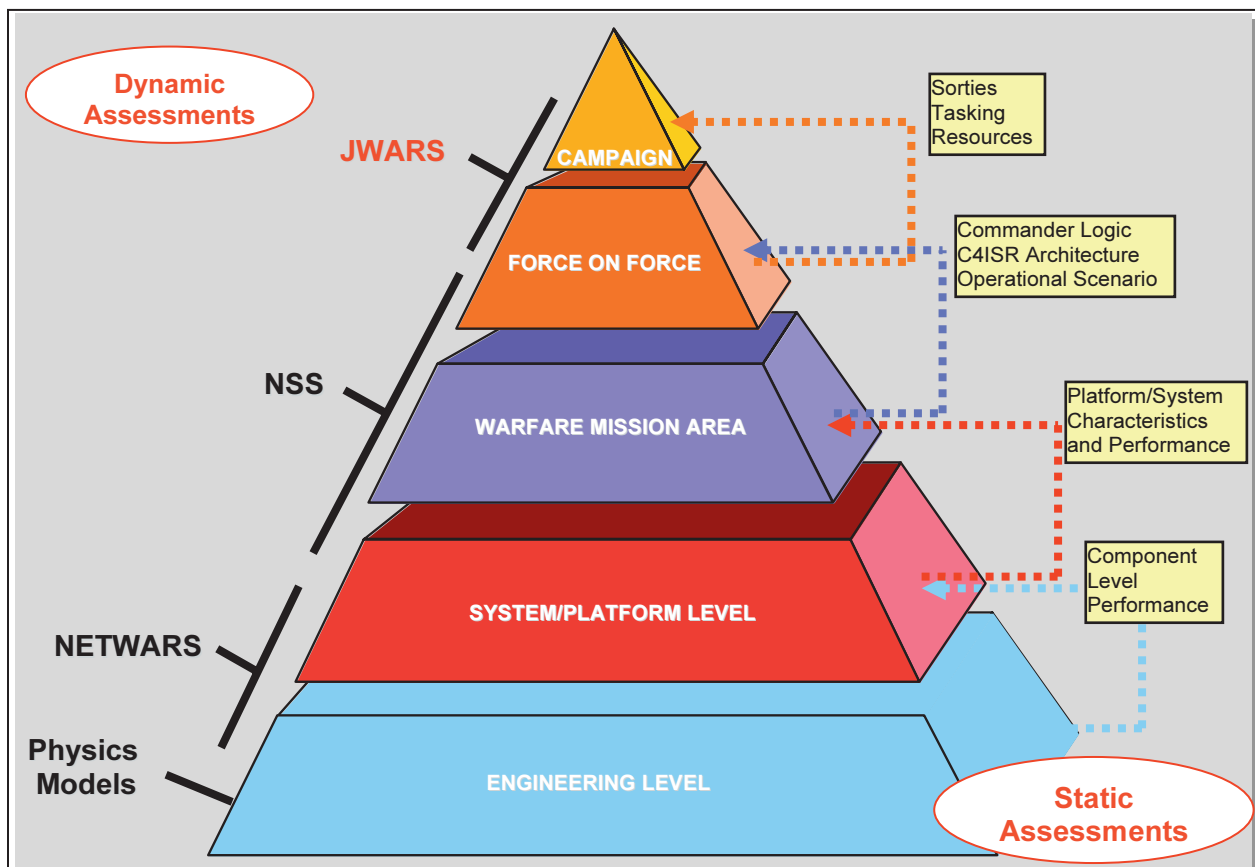 Dynamic
Assessments
Sorties
Tasking
Resources
JWARS
CAMPAIGN
Commander Logic
C4ISR Architecture
Operational Scenario
FORCE ON FORCE
NSS
Platform/System
Characteristics
and Performance
WARFARE MISSION AREA
Component
Level
Performance
SYSTEM/PLATFORM LEVEL
NETWARS
Physics
Models
ENGINEERING LEVEL
Static
Assessments